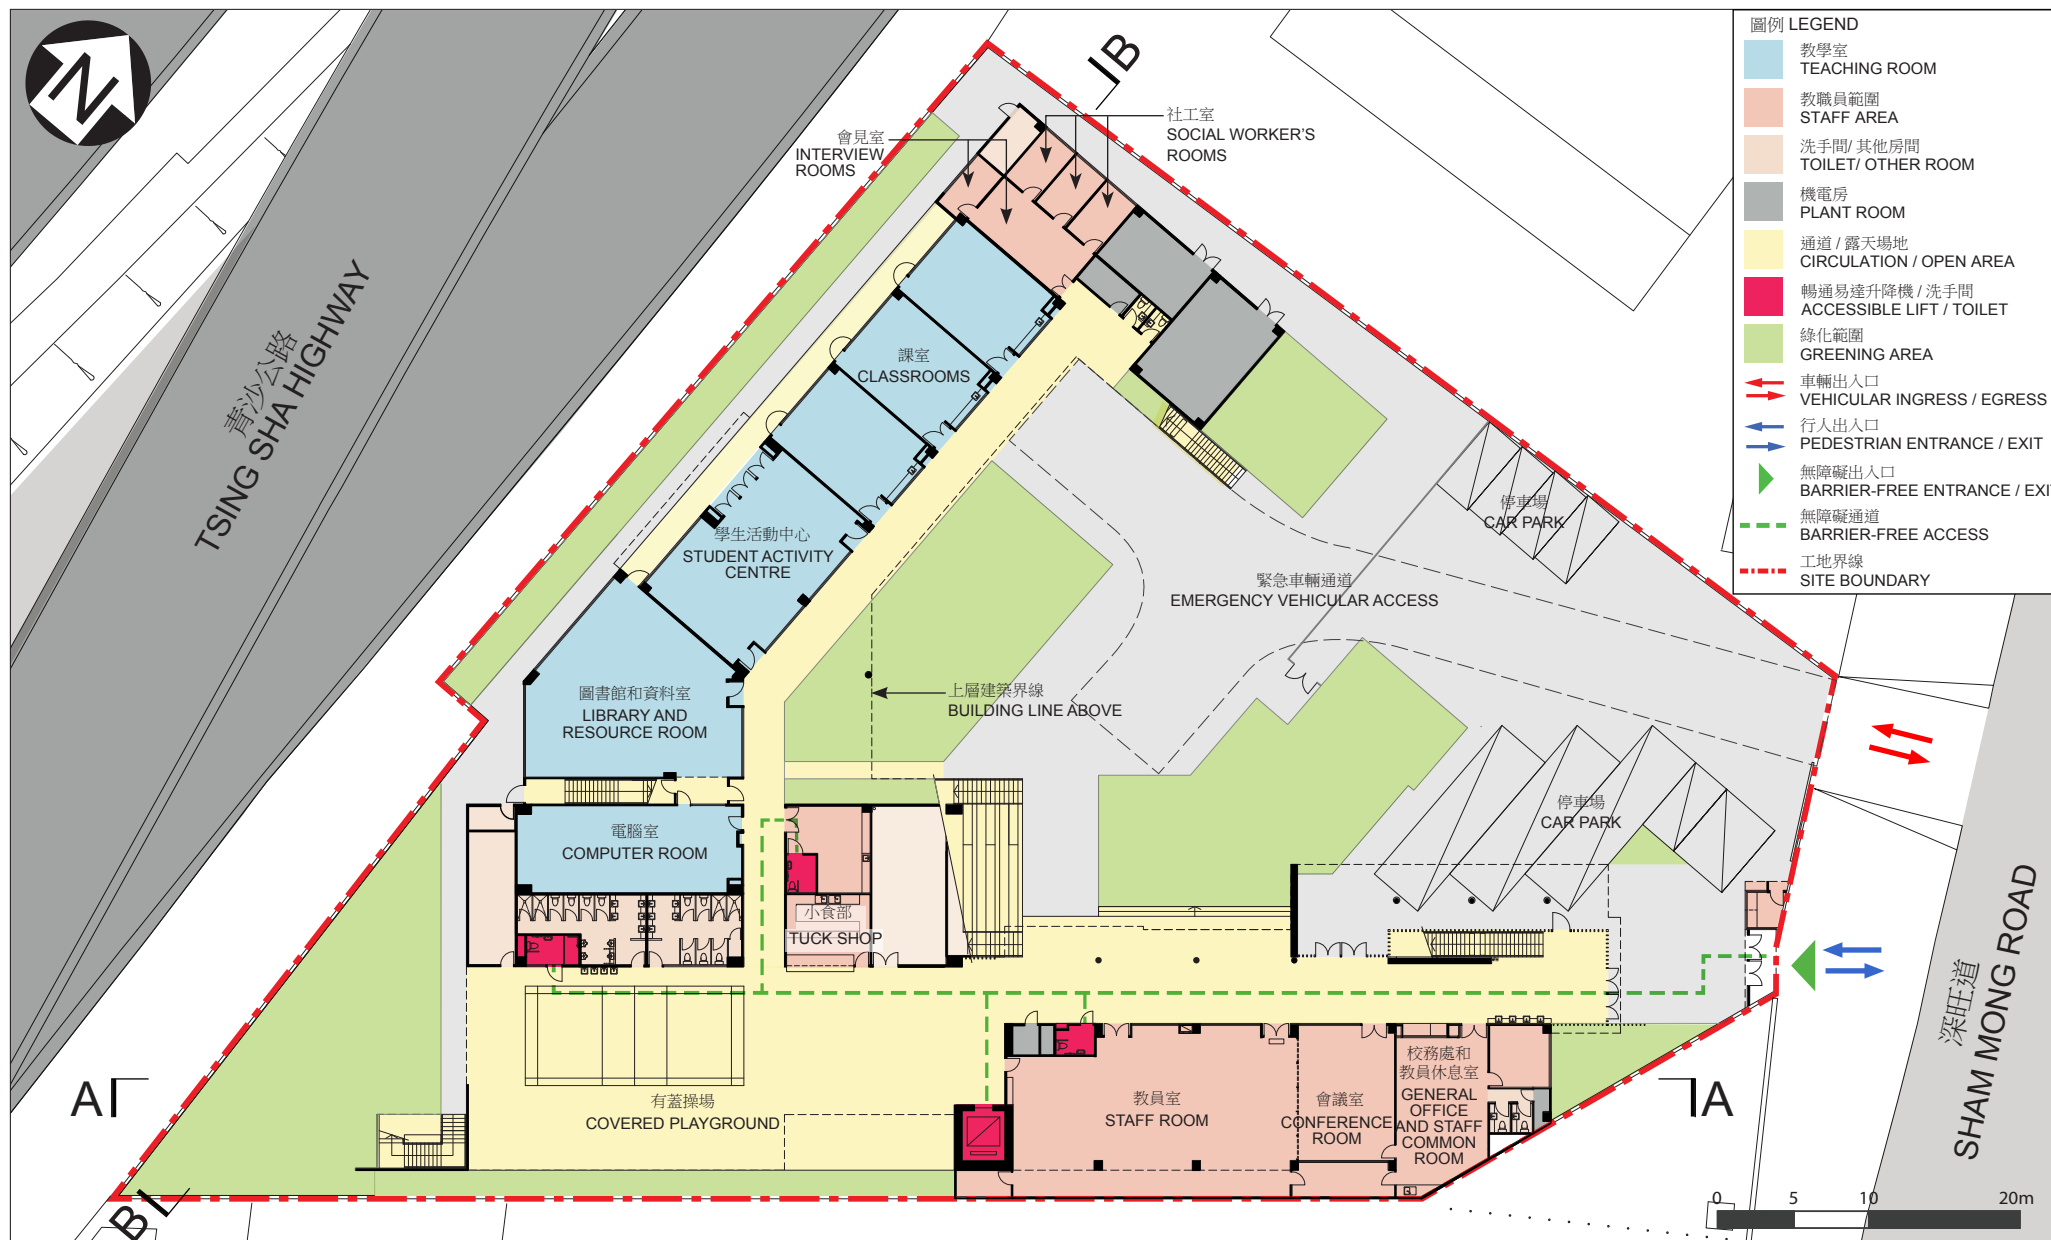 N
B
圖例 LEGEND
教學室
TEACHING ROOM
教職員範圍
STAFF AREA
洗手間/ 其他房間
TOILET/ OTHER ROOM
機電房
PLANT ROOM
通道 / 露天場地
CIRCULATION / OPEN AREA
暢通易達升降機 / 洗手間
ACCESSIBLE LIFT / TOILET
綠化範圍
GREENING AREA
車輛出入口
VEHICULAR INGRESS / EGRESS
行人出入口
PEDESTRIAN ENTRANCE / EXIT
無障礙出入口
BARRIER-FREE ENTRANCE / EXI
無障礙通道
BARRIER-FREE ACCESS
工地界線
SITE BOUNDARY
社工室
SOCIAL WORKER'S
ROOMS
會見室
INTERVIEW
ROOMS
青沙公路
TSING SHA HIGHWAY
課室
CLASSROOMS
停車場
CAR PARK
學生活動中心
STUDENT ACTIVITY
CENTRE
緊急車輛通道
EMERGENCY VEHICULAR ACCESS
圖書館和資料室
LIBRARY AND
RESOURCE ROOM
上層建築界線
BUILDING LINE ABOVE
停車場
CAR PARK
電腦室
COMPUTER ROOM
小食部
TUCK SHOP
深旺道
SHAM MONG ROAD
A
有蓋操場
COVERED PLAYGROUND
教員室
STAFF ROOM
會議室
CONFERENCE
ROOM
校務處和
教員休息室
GENERAL
OFFICE
AND STAFF
COMMON
ROOM
A
B
0 5 10 20m